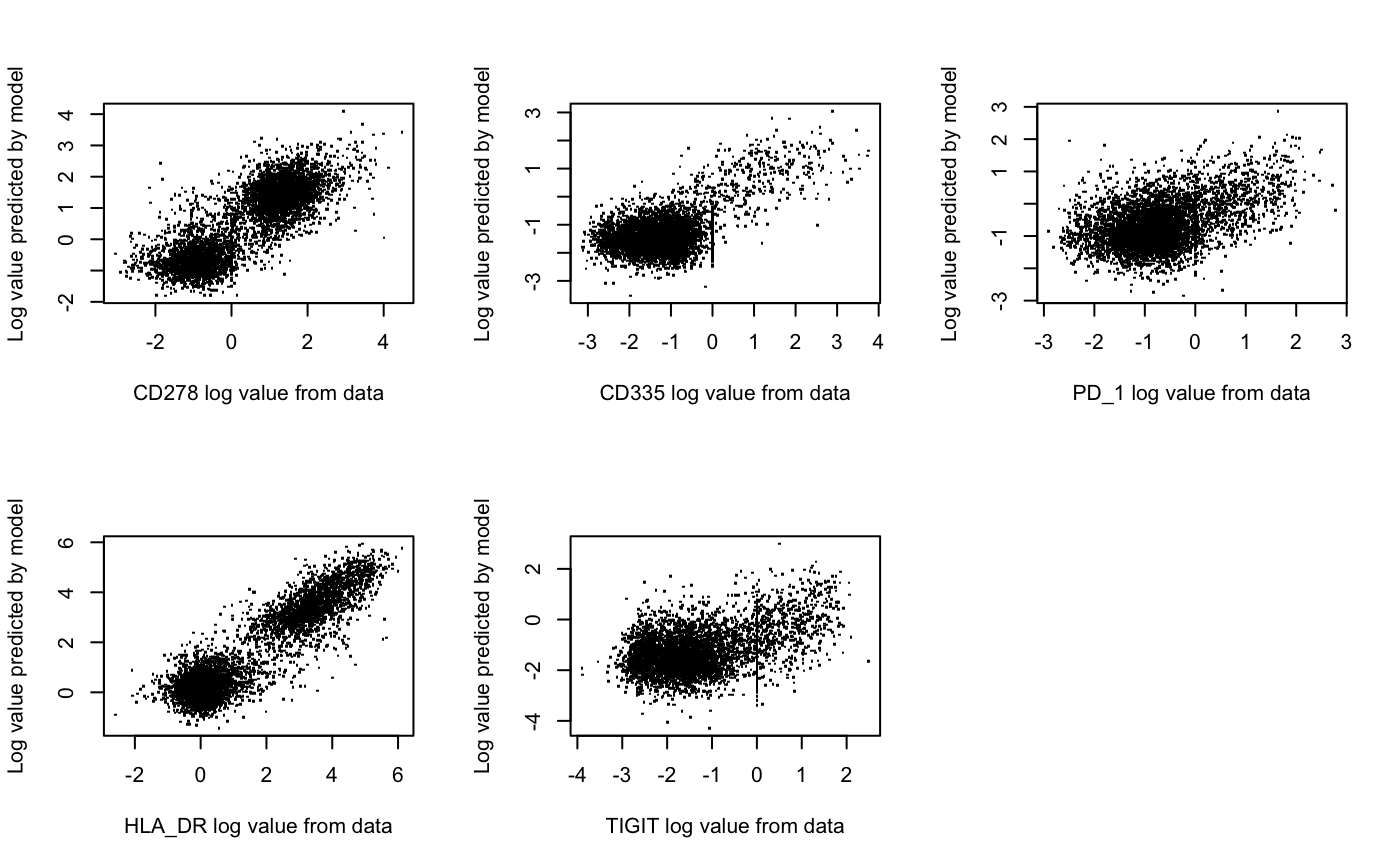 Log value predicted by model
4
3
2
1
0
-2
-2 0 2 4
CD278 log value from data
Log value predicted by model
3
1
-1
-3
-3 -2 -1 0 1 2 3 4
CD335 log value from data
Log value predicted by model
3
2
1
-1
-3
-3 -2 -1 0 1 2 3
PD_1 log value from data
Log value predicted by model
6
4
2
0
-2 0 2 4 6
HLA_DR log value from data
Log value predicted by model
2
0
-2
-4
-4 -3 -2 -1 0 1 2
TIGIT log value from data